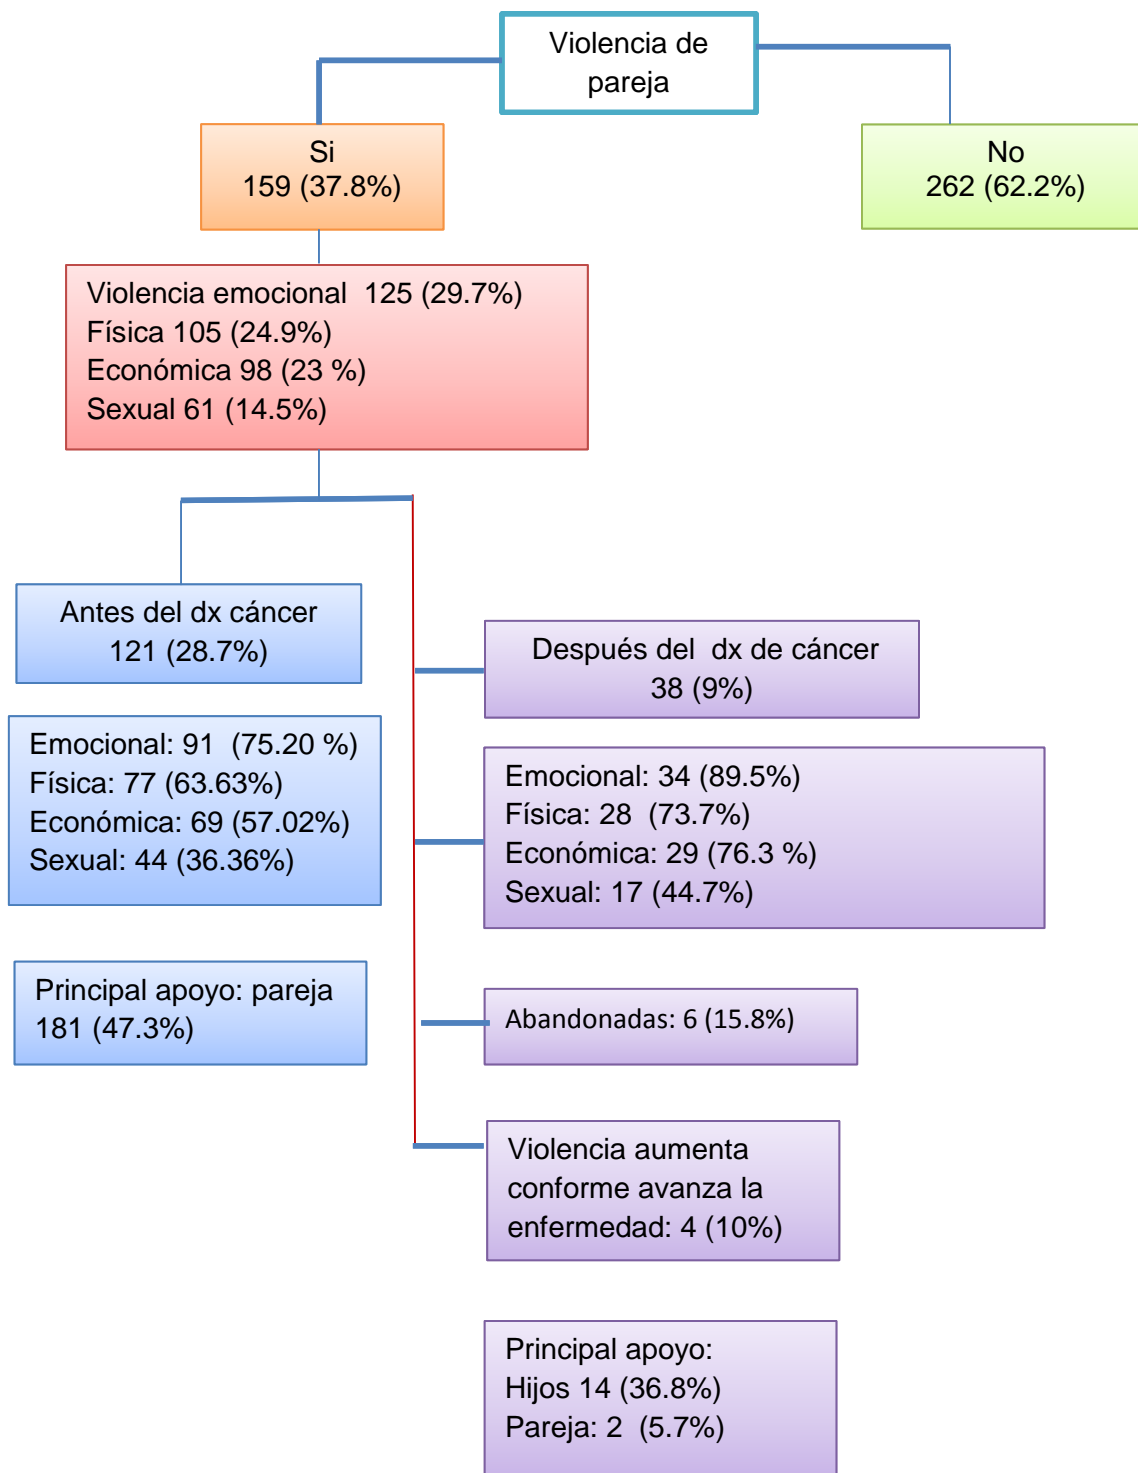 Violencia de
pareja
Si
159 (37.8%)
No
262 (62.2%)
Violencia emocional  125 (29.7%)
Física 105 (24.9%)
Económica 98 (23 %)
Sexual 61 (14.5%)
Antes del dx cáncer
121 (28.7%)
Después del  dx de cáncer
38 (9%)
Emocional: 91  (75.20 %)
Física: 77 (63.63%)
Económica: 69 (57.02%)
Sexual: 44 (36.36%)
Emocional: 34 (89.5%)
Física: 28  (73.7%)
Económica: 29 (76.3 %)
Sexual: 17 (44.7%)
Principal apoyo: pareja
181 (47.3%)
Abandonadas: 6 (15.8%)
Violencia aumenta
conforme avanza la
enfermedad: 4 (10%)
Principal apoyo:
Hijos 14 (36.8%)
Pareja: 2  (5.7%)